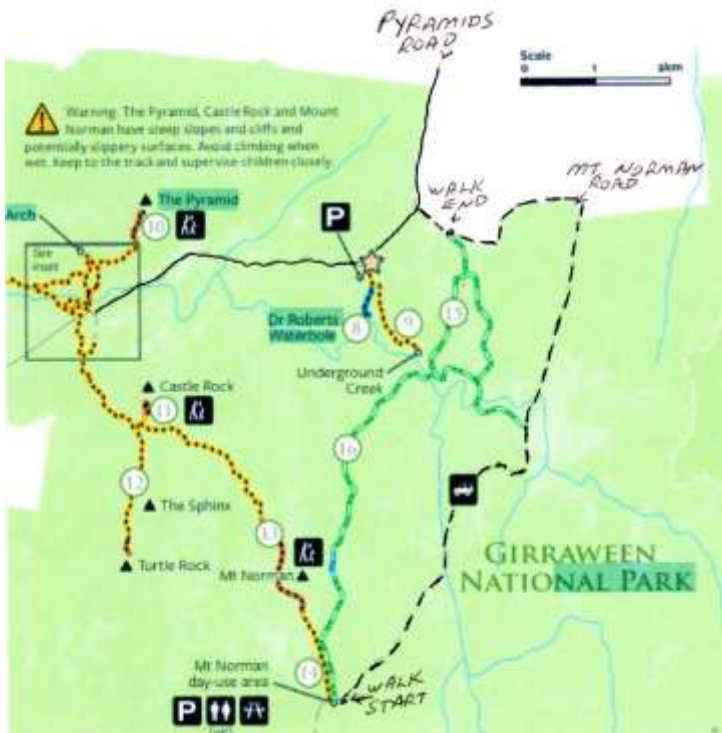 PYRAMIDS
ROAD
Scale
0 1 2km
Warning: The Pyramid, Castle Rock and Mount
Norman have steep slopes and cliffs and
potentially slippery surfaces. Avoid climbing when
wet. Keep to the track and supervise children closely.
MT NORMAN
ROAD
WALK
END
The Pyramid
10
Arch
See
inset
P
Dr Roberts
Waterhole
8
9
15
Underground
Creek
Castle Rock
11
16
12
The Sphinx
13
Turtle Rock
Mt Norman
GIRRAWEEN
NATIONAL PARK
14
Mt Norman
day-use area
WALK
START
P